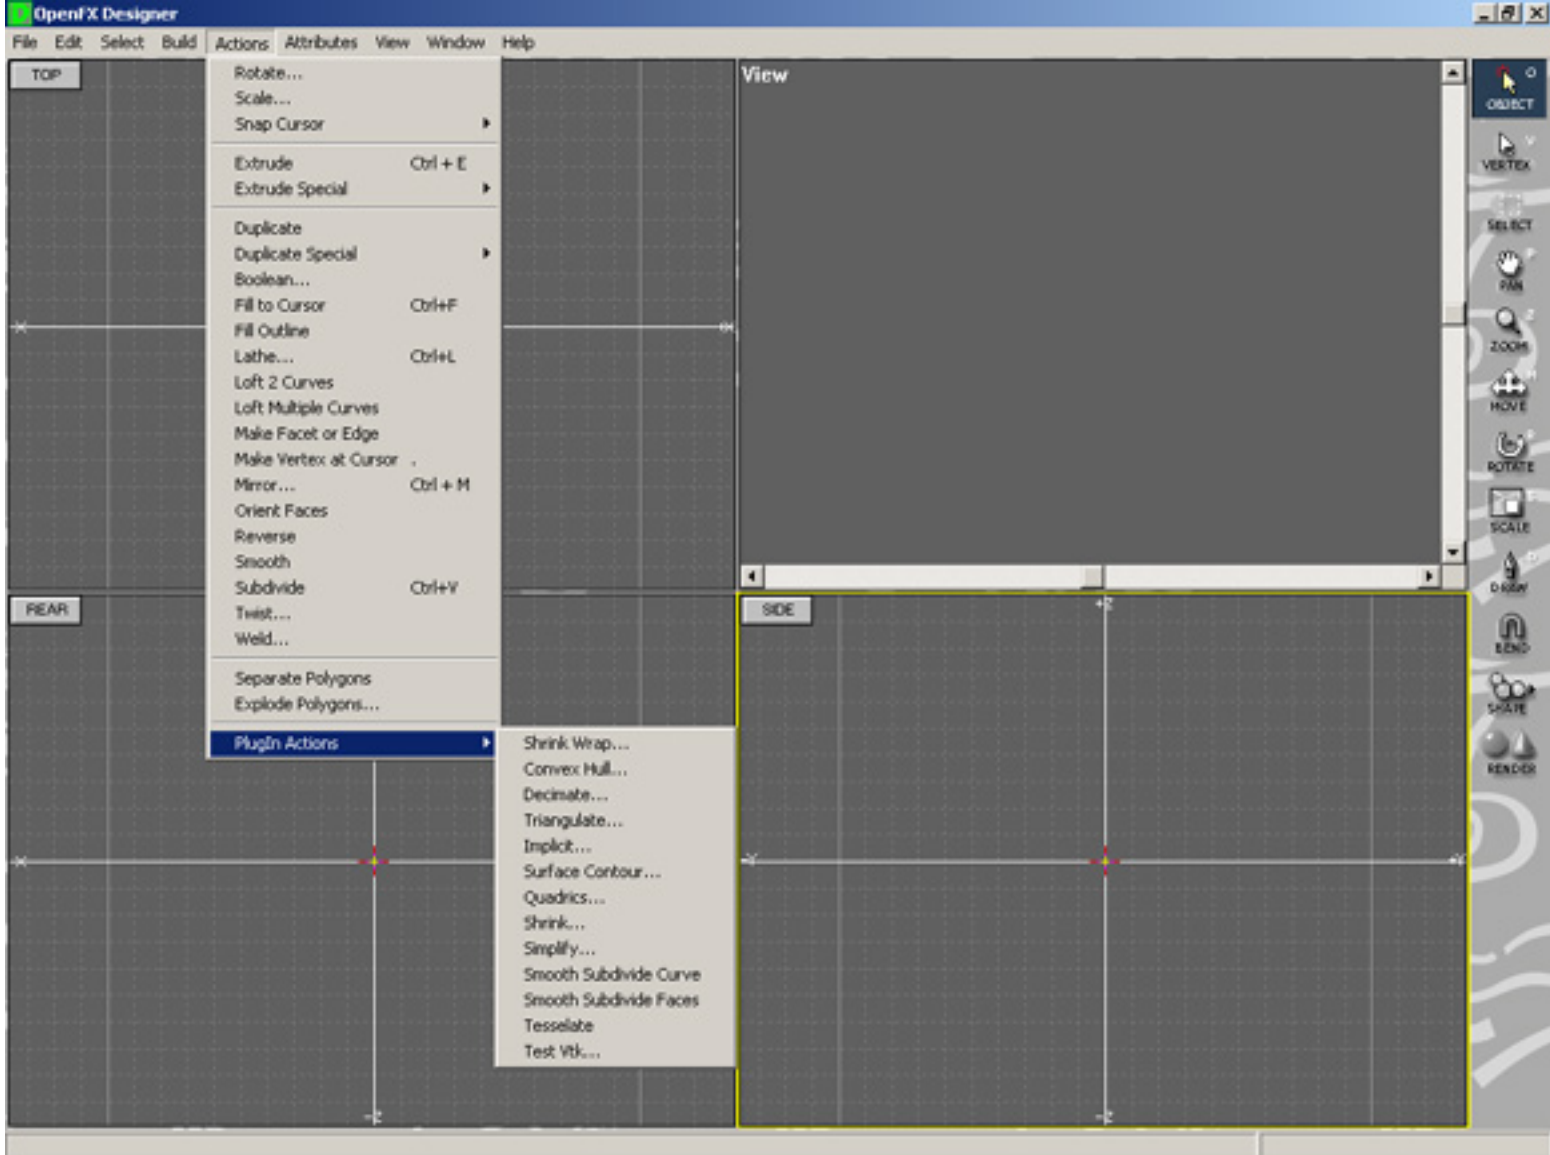 OpenFX Designer
File Edit Select Build Actions Attributes View Window Help
TOP
Rotate...
Scale...
Snap Cursor
Extrude Ctrl + E
Extrude Special
Duplicate
Duplicate Special
Boolean...
Fill to Cursor Ctrl+F
Fill Outline
Lathe... Ctrl+L
Loft 2 Curves
Loft Multiple Curves
Make Facet or Edge
Make Vertex at Cursor .
Mirror... Ctrl + M
Orient Faces
Reverse
Smooth
Subdivide Ctrl+V
Twist...
Weld...
Separate Polygons
Explode Polygons...
PlugIn Actions
Shrink Wrap...
Convex Hull...
Decimate...
Triangulate...
Implicit...
Surface Contour...
Quadrics...
Shrink...
Simplify...
Smooth Subdivide Curve
Smooth Subdivide Faces
Tesselate
Test Vtk...
View
REAR
-Z
SIDE
+Z
-Y
+Y
-Z
OBJECT
VERTEX
SELECT
PAN
ZOOM
MOVE
ROTATE
SCALE
DRAW
BEND
SHAPE
RENDER